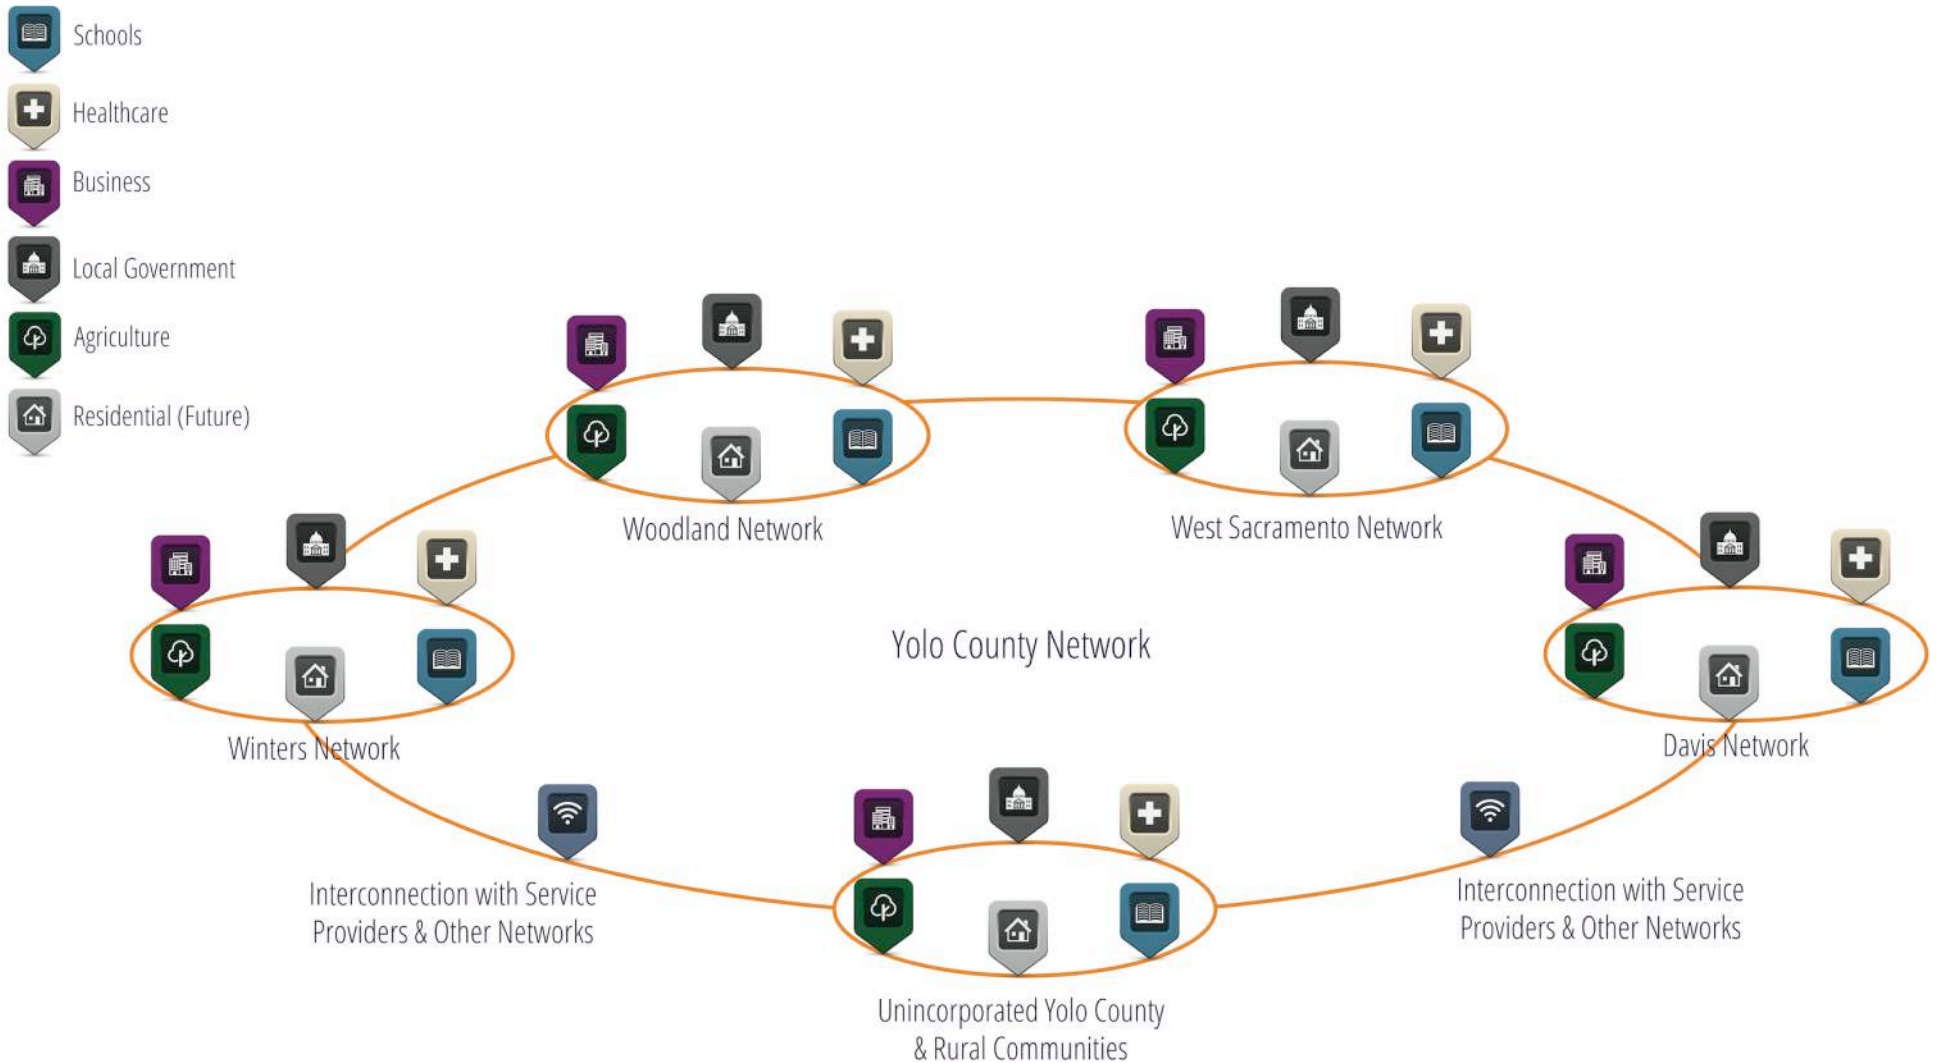 Schools
Healthcare
Business
Local Government
Agriculture
Residential (Future)
Woodland Network
West Sacramento Network
Yolo County Network
Winters Network
Davis Network
Interconnection with Service
Providers & Other Networks
Interconnection with Service
Providers & Other Networks
Unincorporated Yolo County
& Rural Communities